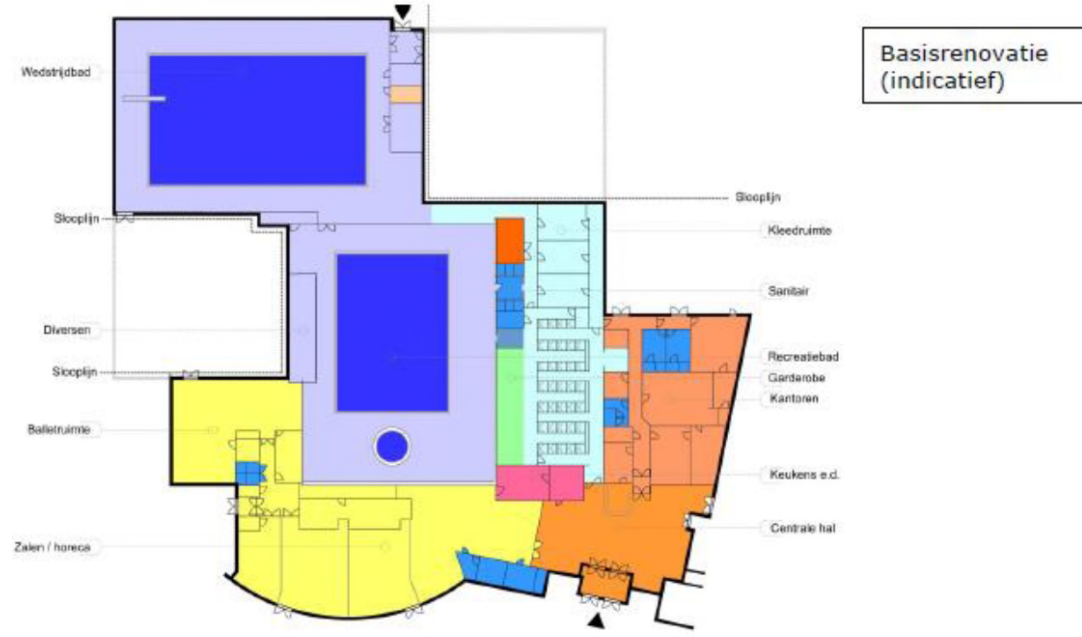 Basisrenovatie
(indicatief)
Wedstrijdbad
Slooplijn
Slooplijn
Kleedruimte
Sanitair
Diversen
Recreatiebad
Slooplijn
Garderobe
Kantoren
Balletruimte
Keukens e.d.
Centrale hal
Zalen / horeca